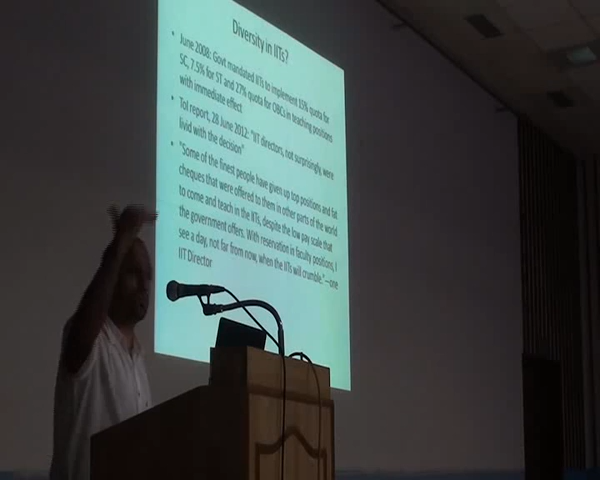 Diversity in IITs?
• June 2008: Govt mandated IITs to implement 15% quota for
SC, 7.5% for ST and 27% quota for OBCs in teaching positions
with immediate effect
• ToI report, 28 June 2012: "IIT directors, not surprisingly, were
livid with the decision"
• "Some of the finest people have given up top positions and fat
cheques that were offered to them in other parts of the world
to come and teach in the IITs, despite the low pay scale that
the government offers. With reservation in faculty positions, I
see a day, not far from now, when the IITs will crumble."—one
IIT Director